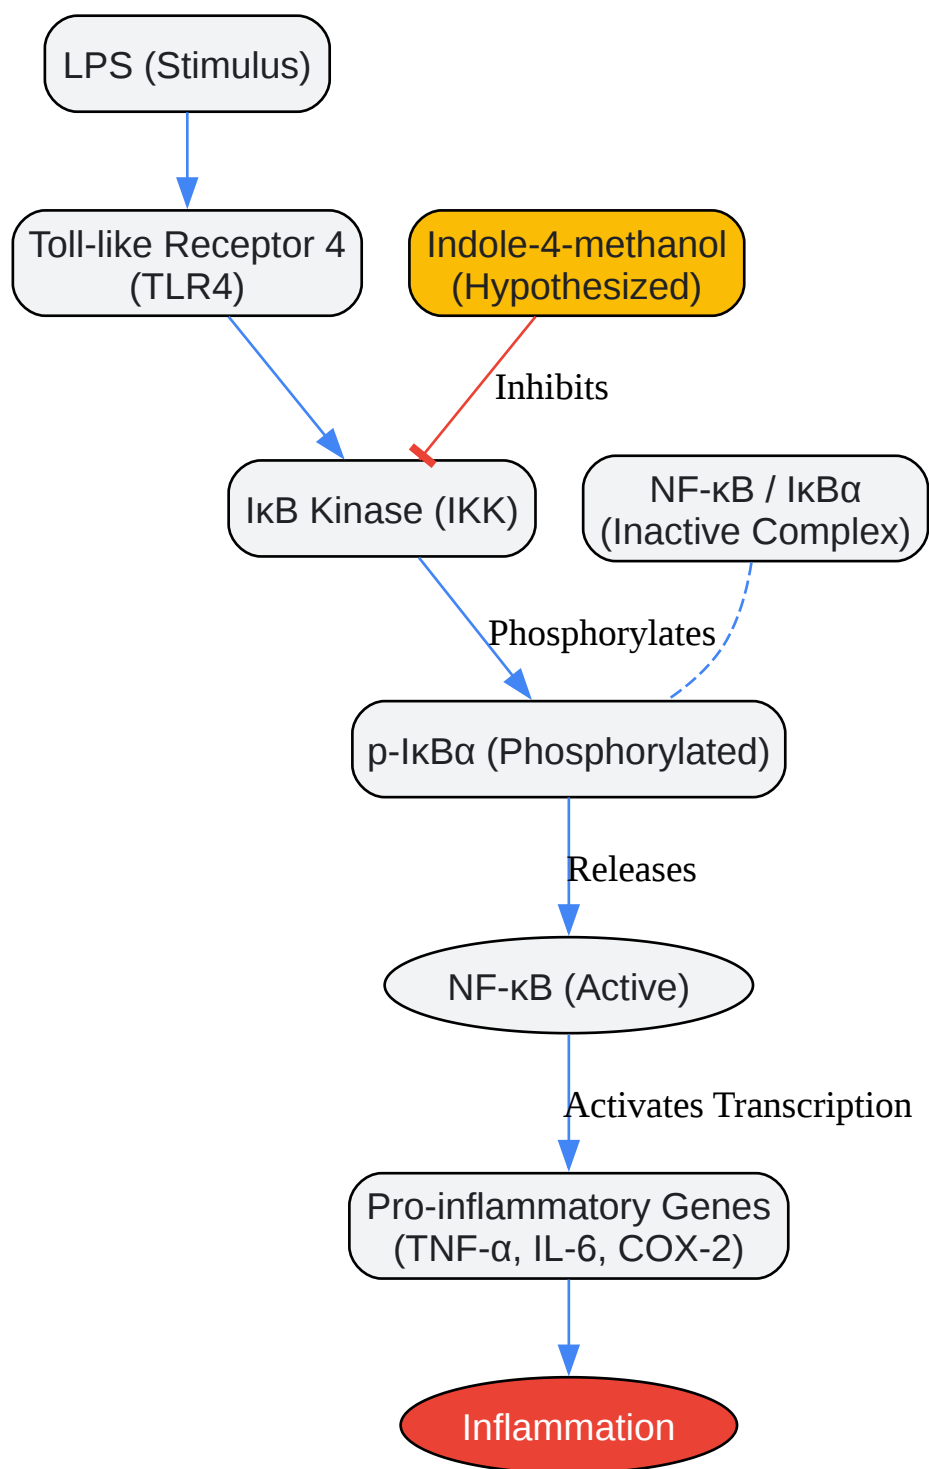 LPS (Stimulus)
Toll-like Receptor 4
(TLR4)
Indole-4-methanol
(Hypothesized)
Inhibits
IκB Kinase (IKK)
NF-κB / IκBα
(Inactive Complex)
Phosphorylates
p-IκBα (Phosphorylated)
Releases
NF-κB (Active)
Activates Transcription
Pro-inflammatory Genes
(TNF-α, IL-6, COX-2)
Inflammation